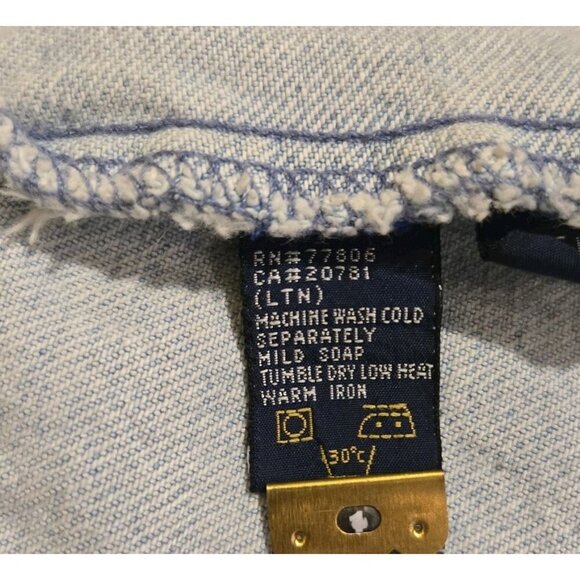 RN#77806
CA#20781
(LTN)
MACHINE WASH COLD
SEPARATELY
MILD SOAP
TUMBLE DRY LOW HEAT
WARM IRON
30°C